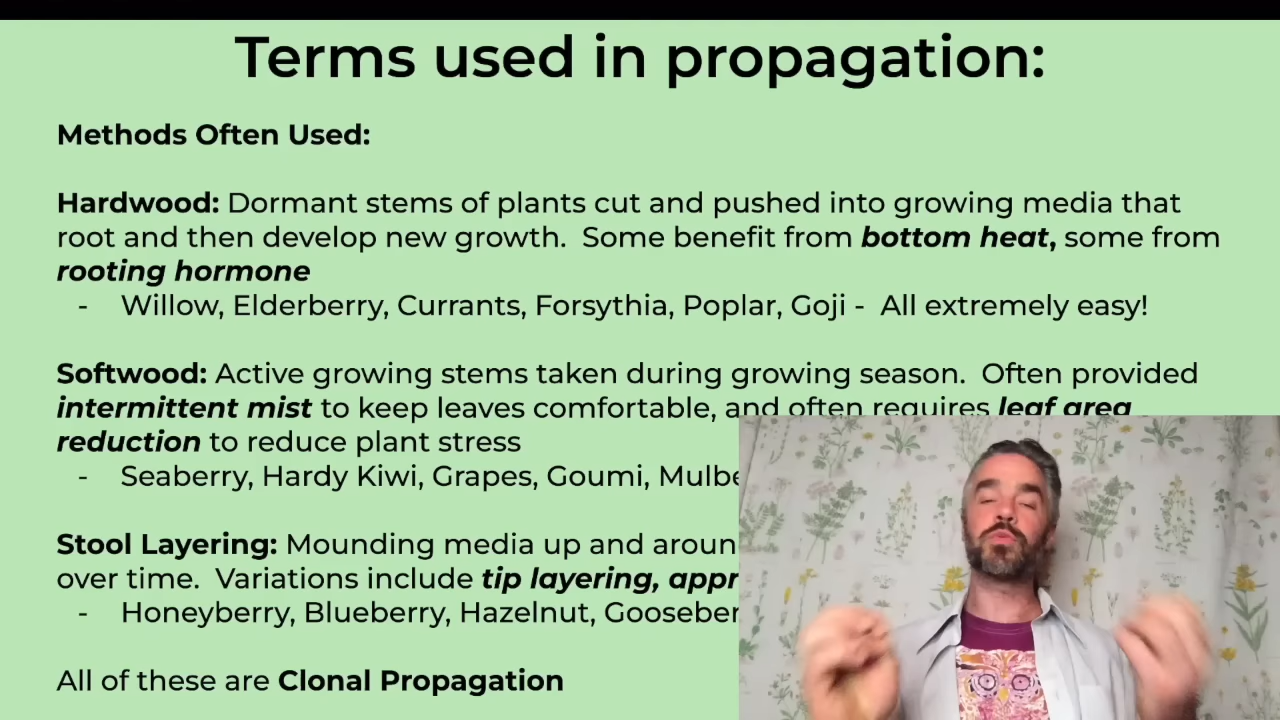 Terms used in propagation:
Methods Often Used:
Hardwood: Dormant stems of plants cut and pushed into growing media that
root and then develop new growth.  Some benefit from bottom heat, some from
rooting hormone
-    Willow, Elderberry, Currants, Forsythia, Poplar, Goji -  All extremely easy!
Softwood: Active growing stems taken during growing season.  Often provided
intermittent mist to keep leaves comfortable, and often requires leaf area
reduction to reduce plant stress
-    Seaberry, Hardy Kiwi, Grapes, Goumi,
Stool Layering: Mounding media up and
over time.  Variations include tip layering,
-    Honeyberry, Blueberry, Hazelnut,
All of these are Clonal Propagation